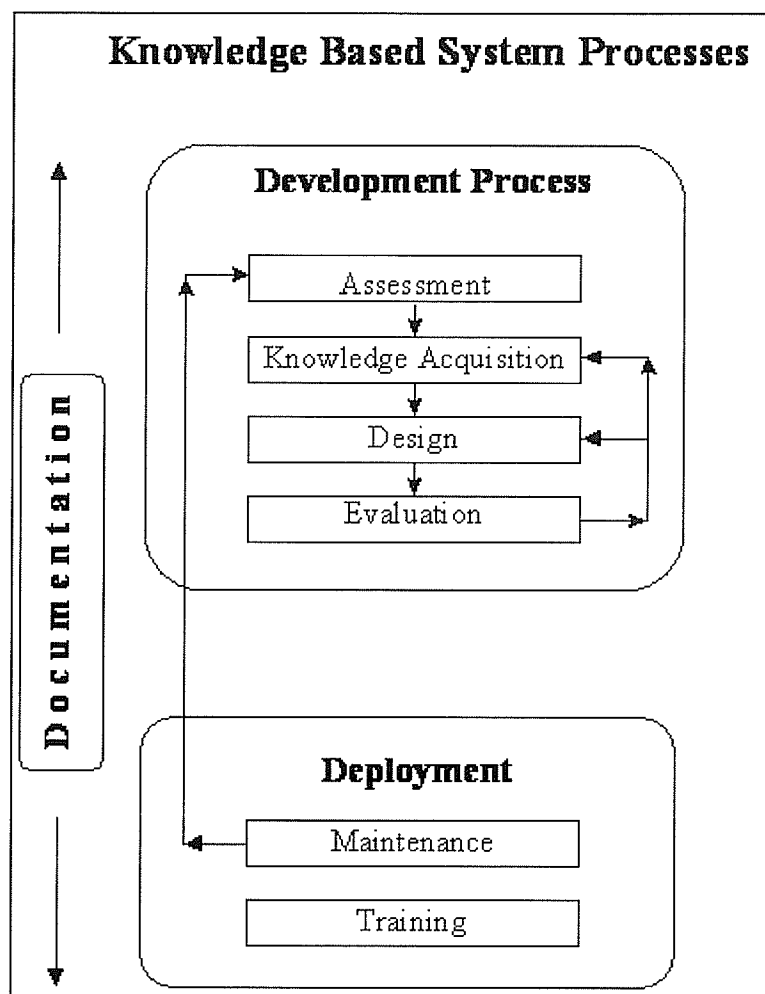 Knowledge Based System Processes
Development Process
Assessment
Knowledge Acquisition
Design
Evaluation
Documentation
Deployment
Maintenance
Training